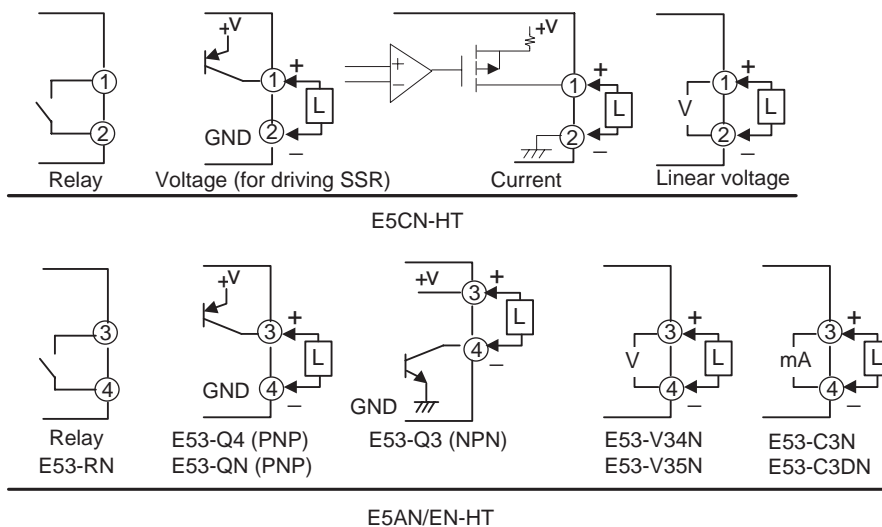 +V
1
2
Relay
+V
1
+
L
GND
2
−
Voltage (for driving SSR)
+
−
+V
1
+
L
2
−
Current
1
+
V
L
2
−
Linear voltage
E5CN-HT
3
4
Relay
E53-RN
+V
3
+
L
GND
4
−
E53-Q4 (PNP)
E53-QN (PNP)
+V
3
+
L
4
−
GND
E53-Q3 (NPN)
3
+
V
L
4
−
E53-V34N
E53-V35N
3
+
mA
L
4
−
E53-C3N
E53-C3DN
E5AN/EN-HT